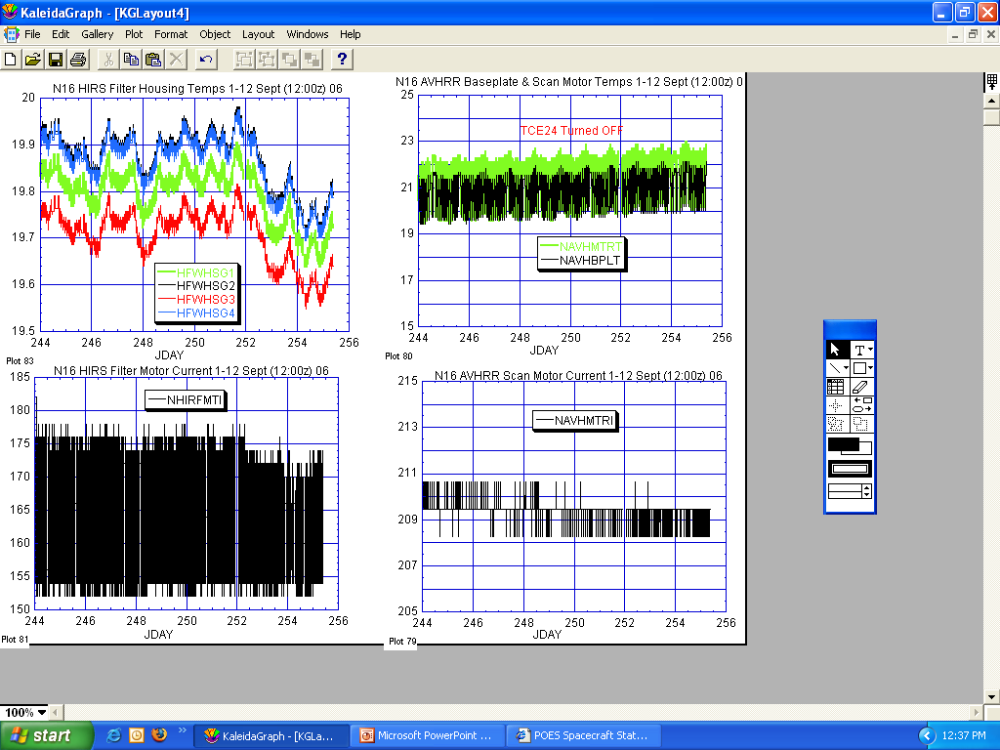 KaleidaGraph - [KGLayout4]
File Edit Gallery Plot Format Object Layout Windows Help
N16 HIRS Filter Housing Temps 1-12 Sept (12:00z) 06
20
19.9
19.8
19.7
19.6
19.5
HFWHSG1
HFWHSG2
HFWHSG3
HFWHSG4
244 246 248 250 252 254 256
JDAY
Plot 83
N16 AVHRR Baseplate & Scan Motor Temps 1-12 Sept (12:00z) 0
25
23
21
19
17
15
TCE24 Turned OFF
NAVHMTRT
NAVHBPLT
244 246 248 250 252 254 256
JDAY
Plot 80
N16 HIRS Filter Motor Current 1-12 Sept (12:00z) 06
185
180
175
170
165
160
155
150
NHIRFMTI
244 246 248 250 252 254 256
JDAY
Plot 81
N16 AVHRR Scan Motor Current 1-12 Sept (12:00z) 06
215
213
211
209
207
205
NAVHMTRI
244 246 248 250 252 254 256
JDAY
Plot 79
T
100%
start
KaleidaGraph - [KGLa...
Microsoft PowerPoint ...
POES Spacecraft Stat...
12:37 PM